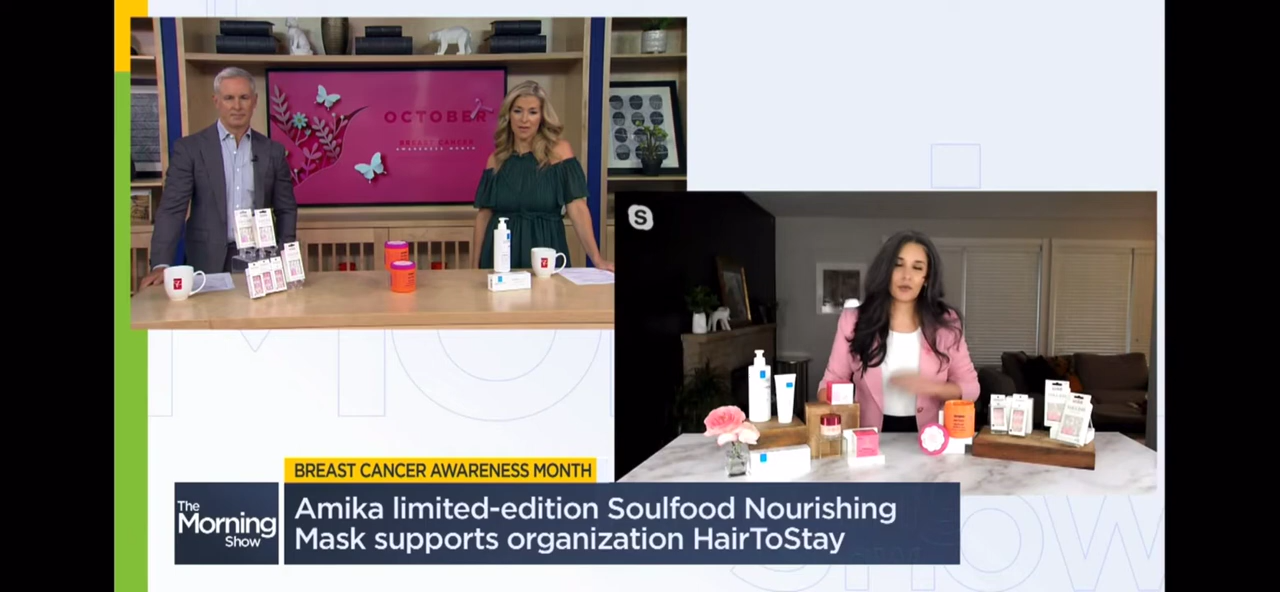 OCTOBER
BREAST CANCER
AWARENESS MONTH
S
BREAST CANCER AWARENESS MONTH
The
Morning
Show
Amika limited-edition Soulfood Nourishing
Mask supports organization HairToStay